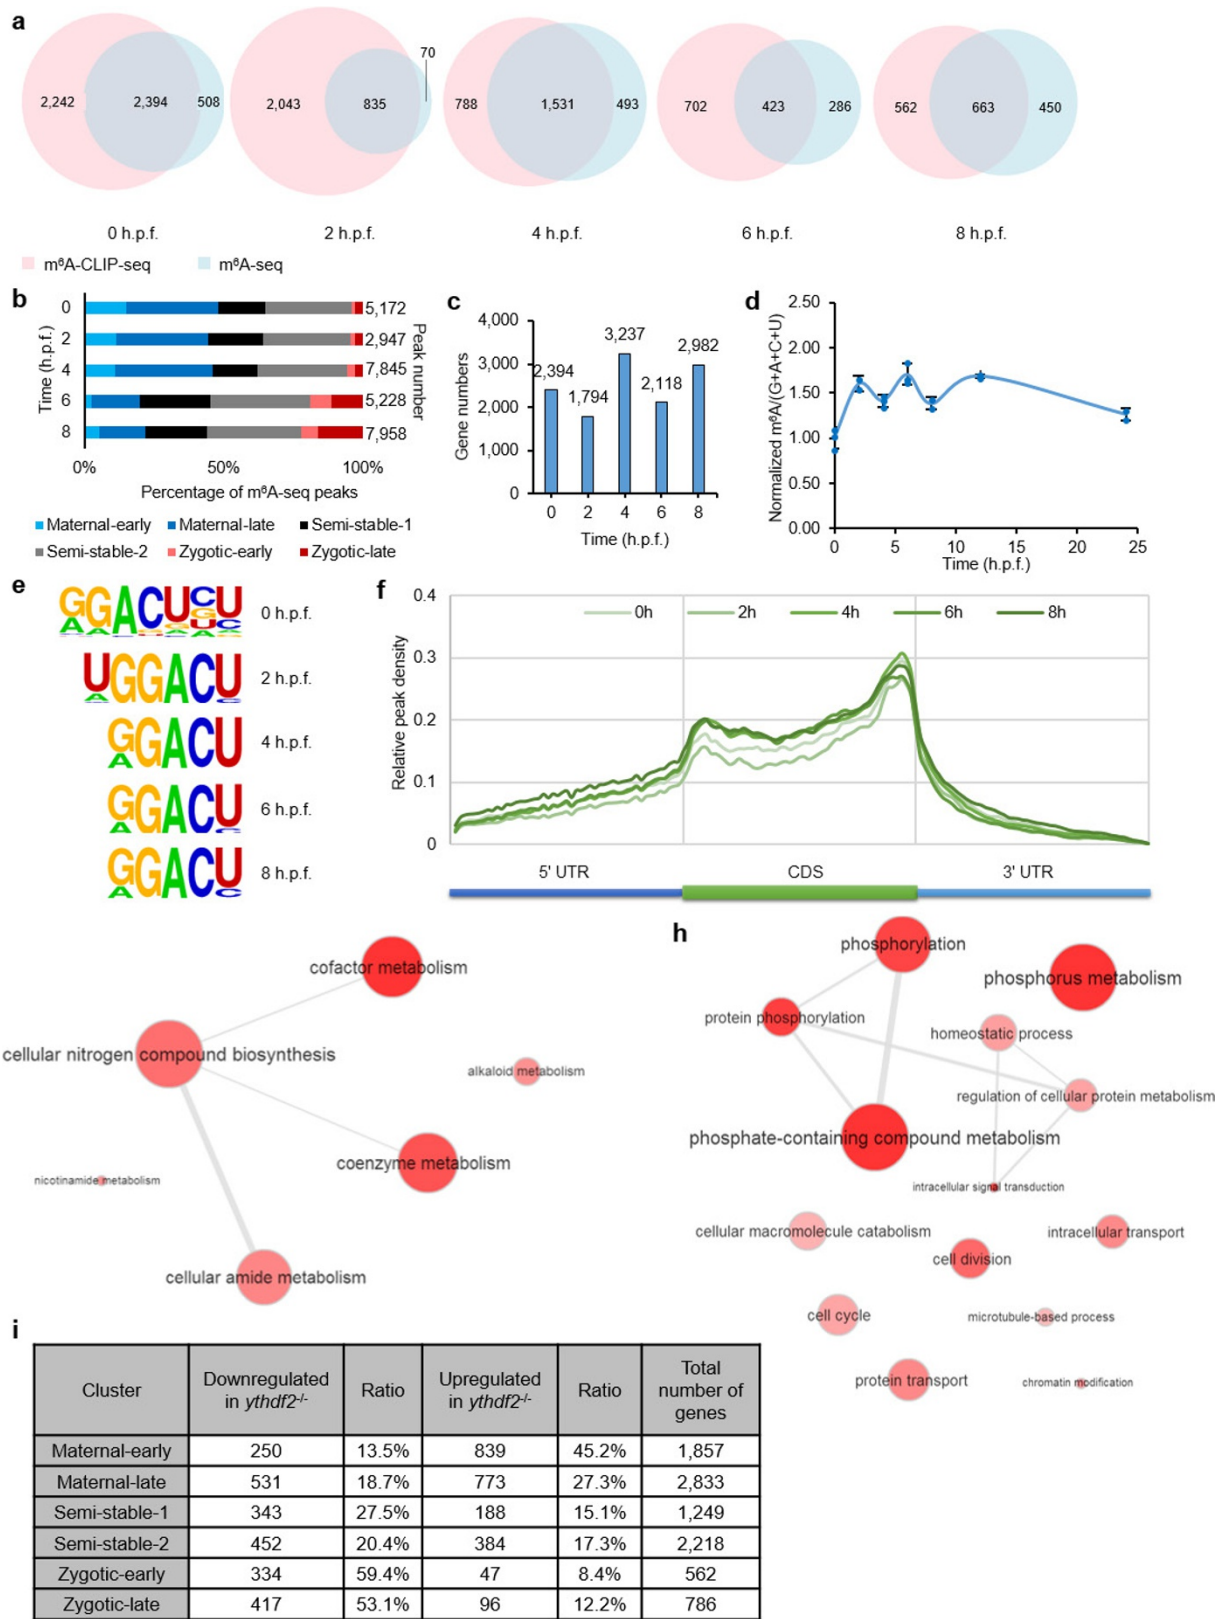 a
2,242 2,394 508
2,043 835 70
788 1,531 493
702 423 286
562 663 450
0 h.p.f. 2 h.p.f. 4 h.p.f. 6 h.p.f. 8 h.p.f.
m⁶A-CLIP-seq m⁶A-seq
b
Time (h.p.f.)
0 5,172
2 2,947
4 7,845
6 5,228
8 7,958
Peak number
0% 50% 100%
Percentage of m⁶A-seq peaks
Maternal-early Maternal-late Semi-stable-1
Semi-stable-2 Zygotic-early Zygotic-late
c
Gene numbers
4,000
3,000
2,000
1,000
0
2,394 1,794 3,237 2,118 2,982
0 2 4 6 8
Time (h.p.f.)
d
Normalized m⁶A/(G+A+C+U)
2.50
2.00
1.50
1.00
0.50
0.00
0 5 10 15 20 25
Time (h.p.f.)
e
GGACUCU 0 h.p.f.
UGGACU 2 h.p.f.
GGACU 4 h.p.f.
GGACU 6 h.p.f.
GGACU 8 h.p.f.
f
Relative peak density
0.4
0.3
0.2
0.1
0
0h 2h 4h 6h 8h
5' UTR CDS 3' UTR
cofactor metabolism
cellular nitrogen compound biosynthesis
alkaloid metabolism
coenzyme metabolism
nicotinamide metabolism
cellular amide metabolism
h
phosphorylation
phosphorus metabolism
protein phosphorylation
homeostatic process
regulation of cellular protein metabolism
phosphate-containing compound metabolism
intracellular signal transduction
cellular macromolecule catabolism
intracellular transport
cell division
cell cycle
microtubule-based process
protein transport
chromatin modification
i
Cluster Downregulated in ythdf2⁻/⁻ Ratio Upregulated in ythdf2⁻/⁻ Ratio Total number of genes
Maternal-early 250 13.5% 839 45.2% 1,857
Maternal-late 531 18.7% 773 27.3% 2,833
Semi-stable-1 343 27.5% 188 15.1% 1,249
Semi-stable-2 452 20.4% 384 17.3% 2,218
Zygotic-early 334 59.4% 47 8.4% 562
Zygotic-late 417 53.1% 96 12.2% 786